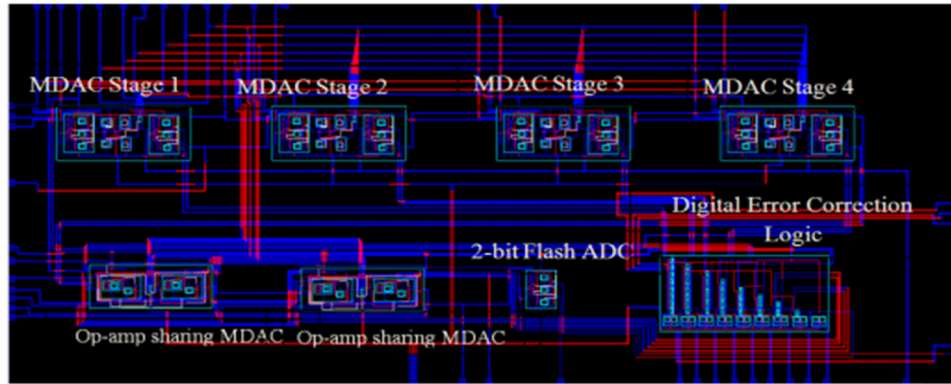 MDAC Stage 1
MDAC Stage 2
MDAC Stage 3
MDAC Stage 4
Digital Error Correction
Logic
2-bit Flash ADC
Op-amp sharing MDAC
Op-amp sharing MDAC